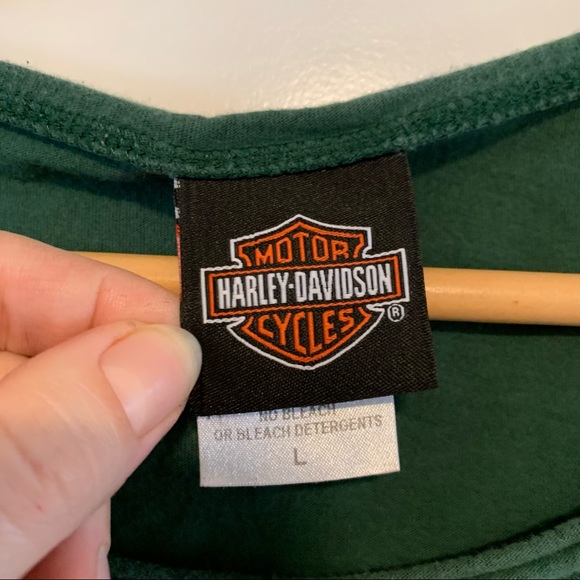 MOTOR
HARLEY-DAVIDSON
CYCLES®
NO BLEACH
OR BLEACH DETERGENTS
L